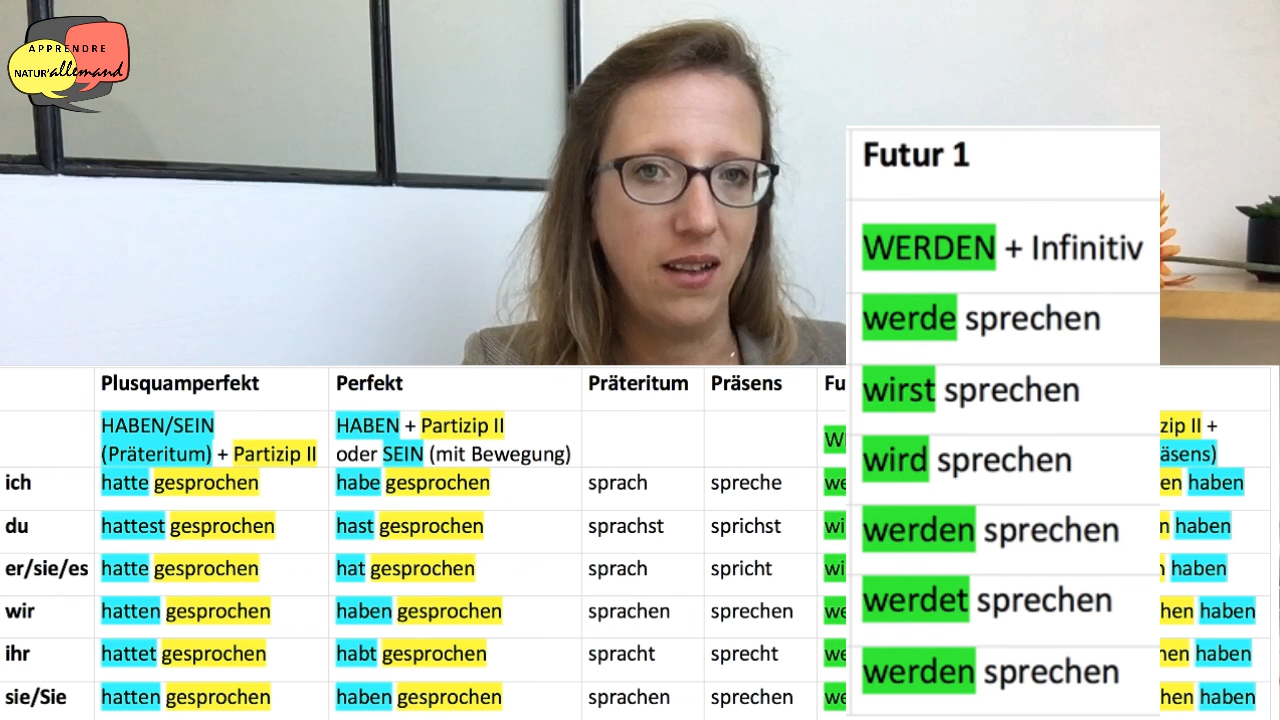 APPRENDRE
NATUR'allemand
Futur 1
WERDEN + Infinitiv
werde sprechen
wirst sprechen
wird sprechen
werden sprechen
werdet sprechen
werden sprechen
Plusquamperfekt Perfekt Präteritum Präsens
HABEN/SEIN HABEN + Partizip II
(Präteritum) + Partizip II oder SEIN (mit Bewegung)
ich hatte gesprochen habe gesprochen sprach spreche haben
du hattest gesprochen hast gesprochen sprachst sprichst haben
er/sie/es hatte gesprochen hat gesprochen sprach spricht haben
wir hatten gesprochen haben gesprochen sprachen sprechen haben
ihr hattet gesprochen habt gesprochen spracht sprecht haben
sie/Sie hatten gesprochen haben gesprochen sprachen sprechen haben